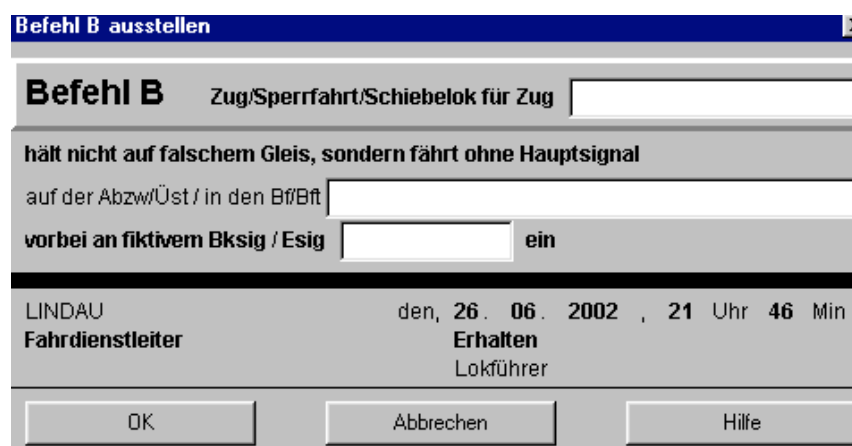 Befehl B ausstellen
Befehl B Zug/Sperrfahrt/Schiebelok für Zug
hält nicht auf falschem Gleis, sondern fährt ohne Hauptsignal
auf der Abzw/Üst / in den Bf/Bft
vorbei an fiktivem Bksig / Esig ein
LINDAU den, 26. 06. 2002 , 21 Uhr 46 Min
Fahrdienstleiter Erhalten
Lokführer
OK Abbrechen Hilfe